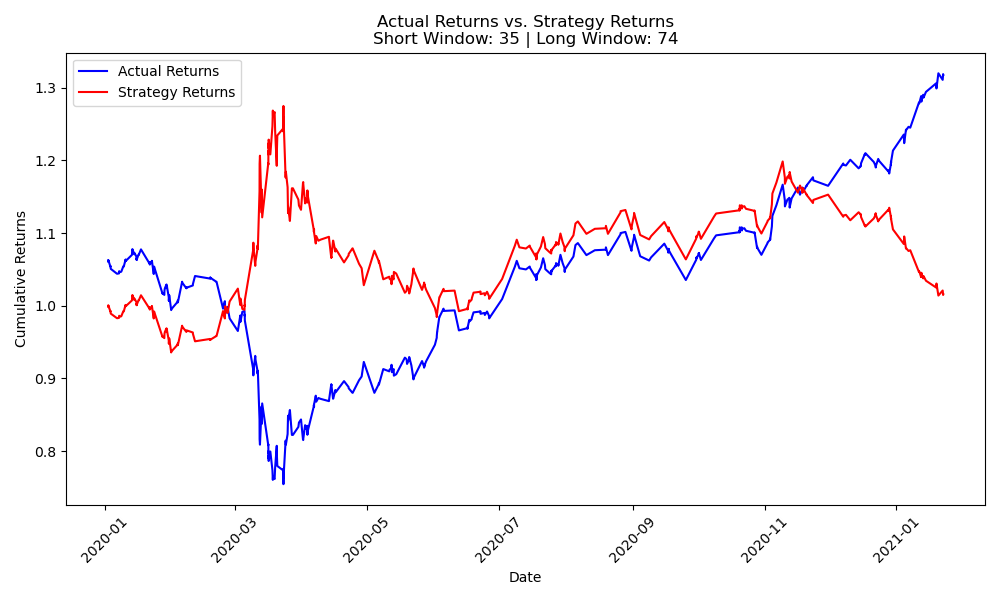 Actual Returns vs. Strategy Returns
Short Window: 35 | Long Window: 74
Actual Returns
Strategy Returns
Cumulative Returns
1.3
1.2
1.1
1.0
0.9
0.8
2020-01
2020-03
2020-05
2020-07
2020-09
2020-11
2021-01
Date